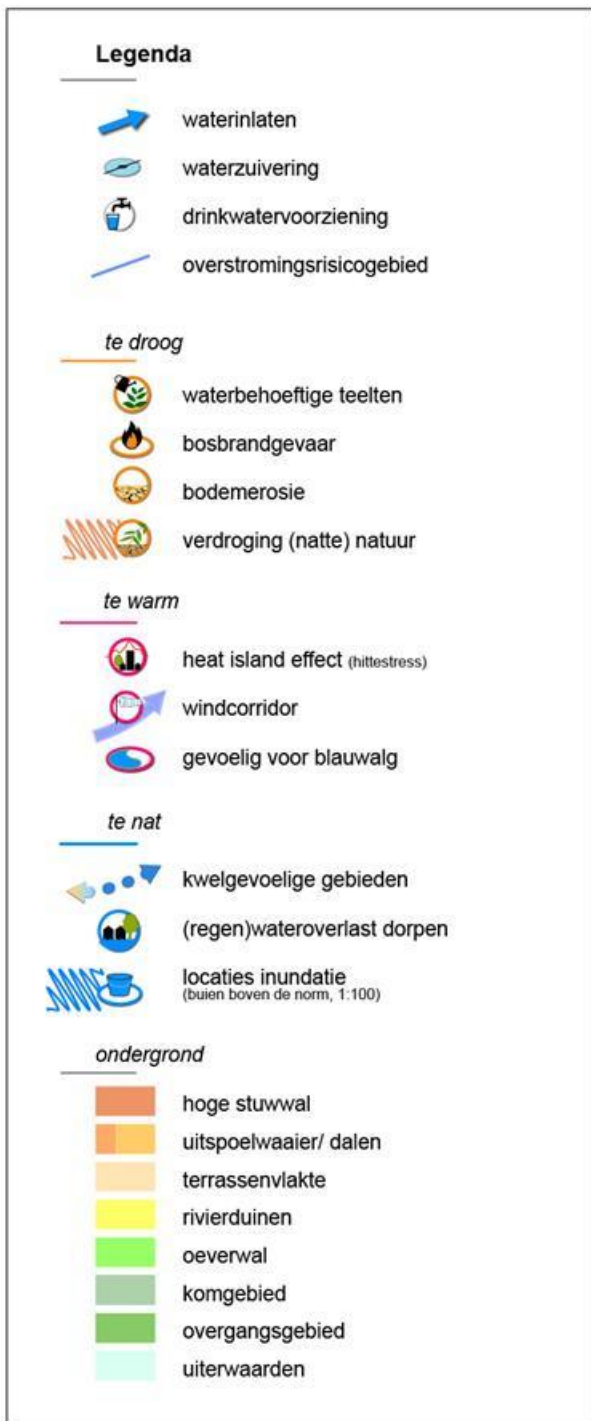 Legenda
waterinlaten
waterzuivering
drinkwatervoorziening
overstromingsrisicogebied
te droog
waterbehoeftige teelten
bosbrandgevaar
bodemerosie
verdroging (natte) natuur
te warm
heat island effect (hittestress)
windcorridor
gevoelig voor blauwalg
te nat
kwelgevoelige gebieden
(regen)wateroverlast dorpen
locaties inundatie
(buien boven de norm, 1:100)
ondergrond
hoge stuwwal
uitspoelwaaier/ dalen
terrassenvlakte
rivierduinen
oeverwal
komgebied
overgangsgebied
uiterwaarden